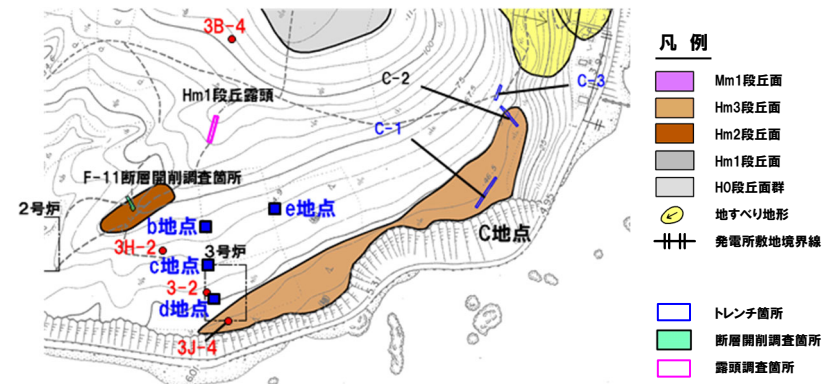 3B-4
C-2
C-3
Hm1段丘露頭
C-1
F-11断層開削調査箇所
2号炉
b地点
e地点
3H-2
3号炉
c地点
C地点
3-2
d地点
3J-4
凡 例
Mm1段丘面
Hm3段丘面
Hm2段丘面
Hm1段丘面
H0段丘面群
地すべり地形
発電所敷地境界線
トレンチ箇所
断層開削調査箇所
露頭調査箇所